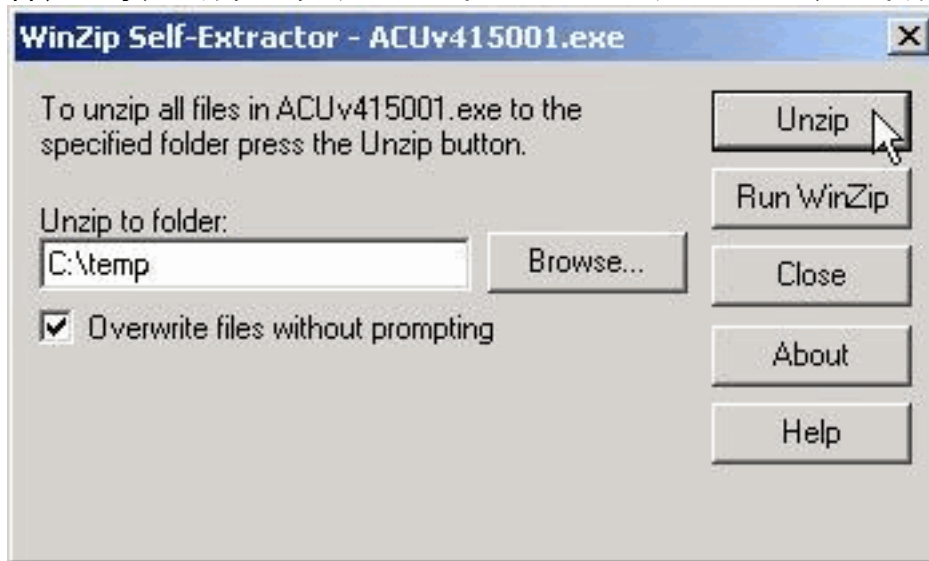 WinZip Self-Extractor - ACUv415001.exe
To unzip all files in ACUv415001.exe to the
specified folder press the Unzip button.
Unzip to folder:
C:\temp
Browse...
Overwrite files without prompting
Unzip
Run WinZip
Close
About
Help